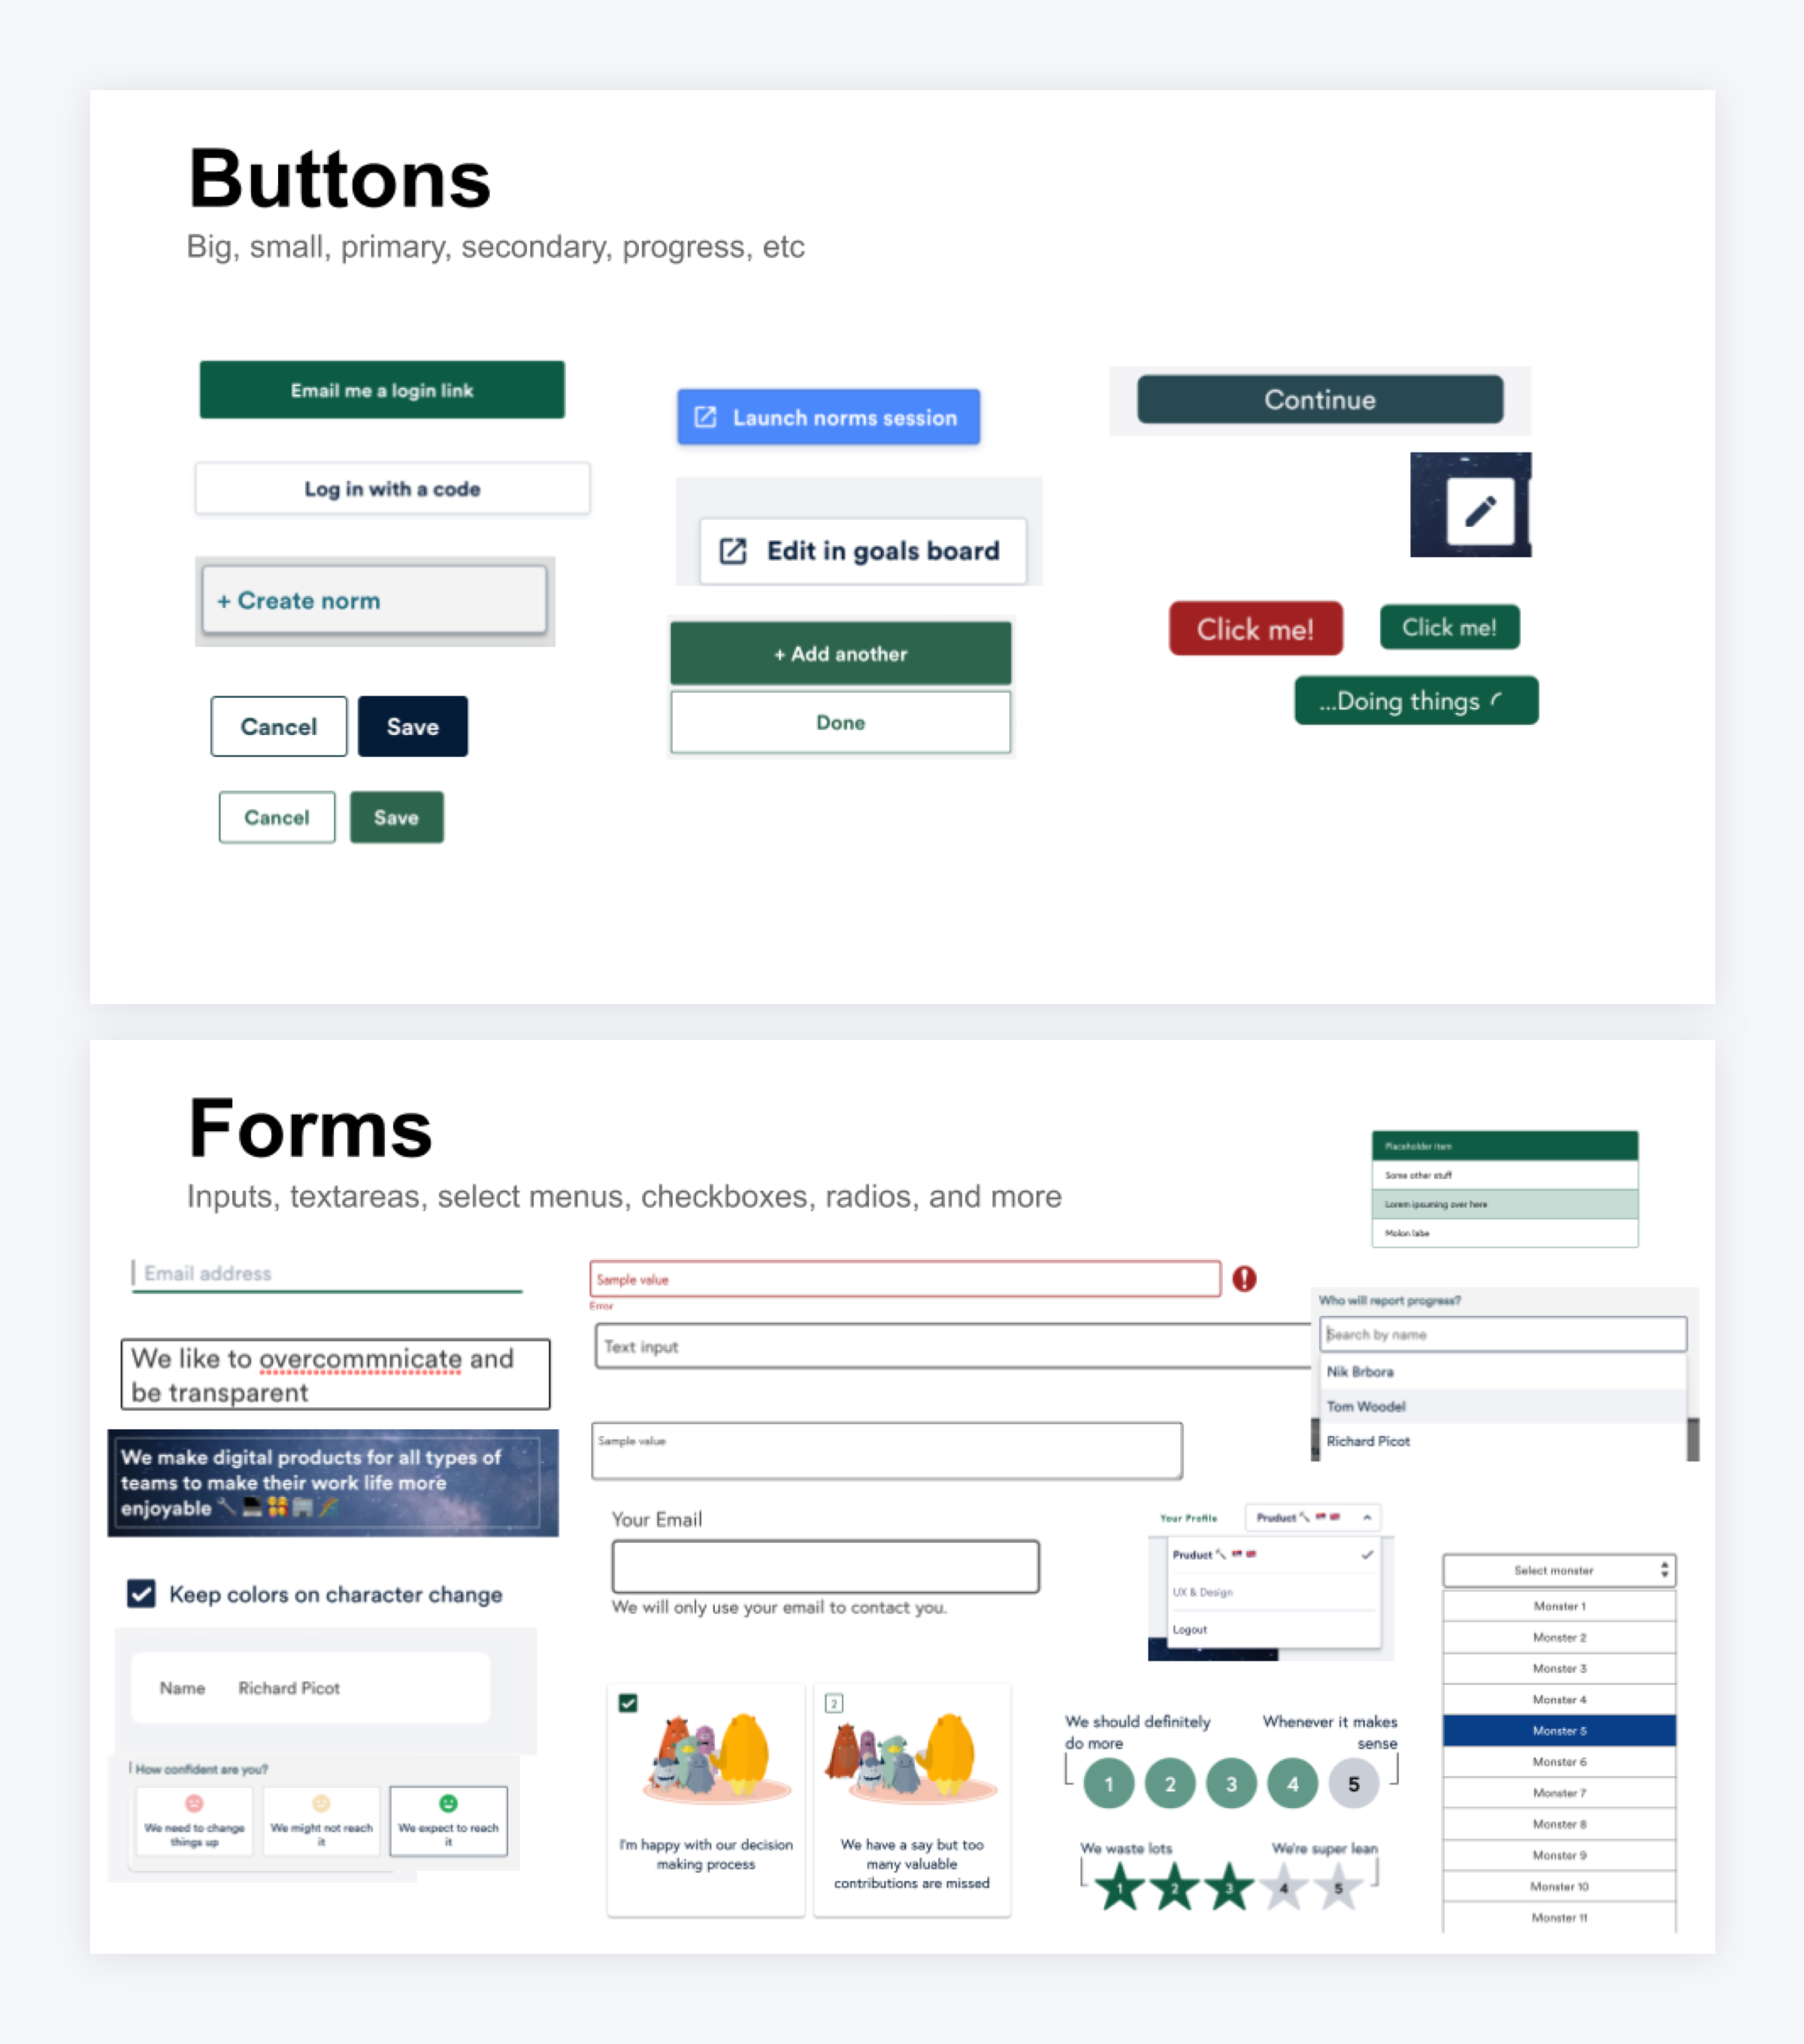 Buttons
Big, small, primary, secondary, progress, etc
Email me a login link
Log in with a code
+ Create norm
Cancel
Save
Cancel
Save
Launch norms session
Edit in goals board
+ Add another
Done
Continue
Click me!
Click me!
...Doing things
Forms
Inputs, textareas, select menus, checkboxes, radios, and more
Email address
We like to overcommnicate and
be transparent
We make digital products for all types of
teams to make their work life more
enjoyable 🔧
Keep colors on character change
Name Richard Picot
How confident are you?
We need to change
things up
We might not reach
it
We expect to reach
it
Sample value
Error
Text input
Sample value
Your Email
We will only use your email to contact you.
I'm happy with our decision
making process
2
We have a say but too
many valuable
contributions are missed
Placeholder item
Some other stuff
Lorem ipsuming over here
Molon labe
Who will report progress?
Search by name
Nik Brbora
Tom Woodel
Richard Picot
Your Profile
Pruduct
Pruduct
UX & Design
Logout
We should definitely
do more
Whenever it makes
sense
1 2 3 4 5
We waste lots
We're super lean
1 2 3 4 5
Select monster
Monster 1
Monster 2
Monster 3
Monster 4
Monster 5
Monster 6
Monster 7
Monster 8
Monster 9
Monster 10
Monster 11